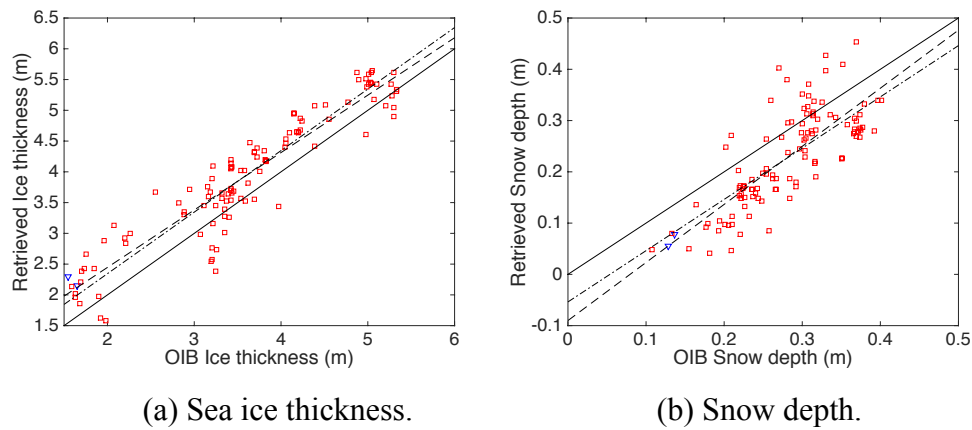 6.5
6
5.5
5
4.5
4
3.5
3
2.5
2
1.5
Retrieved Ice thickness (m)
2 3 4 5 6
OIB Ice thickness (m)
(a) Sea ice thickness.
0.5
0.4
0.3
0.2
0.1
0
-0.1
Retrieved Snow depth (m)
0 0.1 0.2 0.3 0.4 0.5
OIB Snow depth (m)
(b) Snow depth.